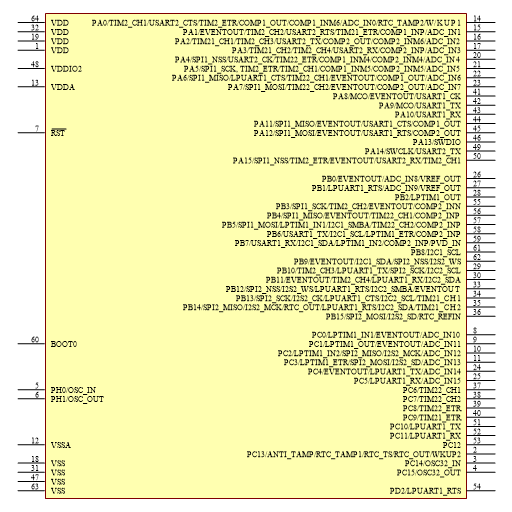 64 VDD
32 VDD
19 VDD
1 VDD
48 VDDIO2
13 VDDA
7 RST
60 BOOT0
5 PH0/OSC_IN
6 PH1/OSC_OUT
12 VSSA
18 VSS
31 VSS
47 VSS
63 VSS
PA0/TIM2_CH1/USART2_CTS/TIM2_ETR/COMP1_OUT/COMP1_INM6/ADC_IN0/RTC_TAMP2/WKUP1 14
PA1/EVENTOUT/TIM2_CH2/USART2_RTS/TIM21_ETR/COMP1_INP/ADC_IN1 15
PA2/TIM21_CH1/TIM2_CH3/USART2_TX/COMP2_OUT/COMP2_INM6/ADC_IN2 16
PA3/TIM21_CH2/TIM2_CH4/USART2_RX/COMP2_INP/ADC_IN3 17
PA4/SPI1_NSS/USART2_CK/TIM22_ETR/COMP1_INM4/COMP2_INM4/ADC_IN4 20
PA5/SPI1_SCK_TIM2_ETR/TIM2_CH1/COMP1_INM5/COMP2_INM5/ADC_IN5 21
PA6/SPI1_MISO/LPUART1_CTS/TIM22_CH1/EVENTOUT/COMP1_OUT/ADC_IN6 22
PA7/SPI1_MOSI/TIM22_CH2/EVENTOUT/COMP2_OUT/ADC_IN7 23
PA8/MCO/EVENTOUT/USART1_CK 41
PA9/MCO/USART1_TX 42
PA10/USART1_RX 43
PA11/SPI1_MISO/EVENTOUT/USART1_CTS/COMP1_OUT 44
PA12/SPI1_MOSI/EVENTOUT/USART1_RTS/COMP2_OUT 45
PA13/SWDIO 46
PA14/SWCLK/USART2_TX 49
PA15/SPI1_NSS/TIM2_ETR/EVENTOUT/USART2_RX/TIM2_CH1 50
PB0/EVENTOUT/ADC_IN8/VREF_OUT 26
PB1/LPUART1_RTS/ADC_IN9/VREF_OUT 27
PB2/LPTIM1_OUT 28
PB3/SPI1_SCK/TIM2_CH2/EVENTOUT/COMP2_INN 55
PB4/SPI1_MISO/EVENTOUT/TIM22_CH1/COMP2_INP 56
PB5/SPI1_MOSI/LPTIM1_IN1/I2C1_SMBA/TIM22_CH2/COMP2_INP 57
PB6/USART1_TX/I2C1_SCL/LPTIM1_ETR/COMP2_INP 58
PB7/USART1_RX/I2C1_SDA/LPTIM1_IN2/COMP2_INP/PVD_IN 59
PB8/I2C1_SCL 61
PB9/EVENTOUT/I2C1_SDA/SPI2_NSS/I2S2_WS 62
PB10/TIM2_CH3/LPUART1_TX/SPI2_SCK/I2C2_SCL 29
PB11/EVENTOUT/TIM2_CH4/LPUART1_RX/I2C2_SDA 30
PB12/SPI2_NSS/I2S2_WS/LPUART1_RTS/I2C2_SMBA/EVENTOUT 33
PB13/SPI2_SCK/I2S2_CK/LPUART1_CTS/I2C2_SCL/TIM21_CH1 34
PB14/SPI2_MISO/I2S2_MCK/RTC_OUT/LPUART1_RTS/I2C2_SDA/TIM21_CH2 35
PB15/SPI2_MOSI/I2S2_SD/RTC_REFIN 36
PC0/LPTIM1_IN1/EVENTOUT/ADC_IN10 8
PC1/LPTIM1_OUT/EVENTOUT/ADC_IN11 9
PC2/LPTIM1_IN2/SPI2_MISO/I2S2_MCK/ADC_IN12 10
PC3/LPTIM1_ETR/SPI2_MOSI/I2S2_SD/ADC_IN13 11
PC4/EVENTOUT/LPUART1_TX/ADC_IN14 24
PC5/LPUART1_RX/ADC_IN15 25
PC6/TIM22_CH1 37
PC7/TIM22_CH2 38
PC8/TIM22_ETR 39
PC9/TIM21_ETR 40
PC10/LPUART1_TX 51
PC11/LPUART1_RX 52
PC12 53
PC13/ANTI_TAMP/RTC_TAMP1/RTC_TS/RTC_OUT/WKUP2 2
PC14/OSC32_IN 3
PC15/OSC32_OUT 4
PD2/LPUART1_RTS 54